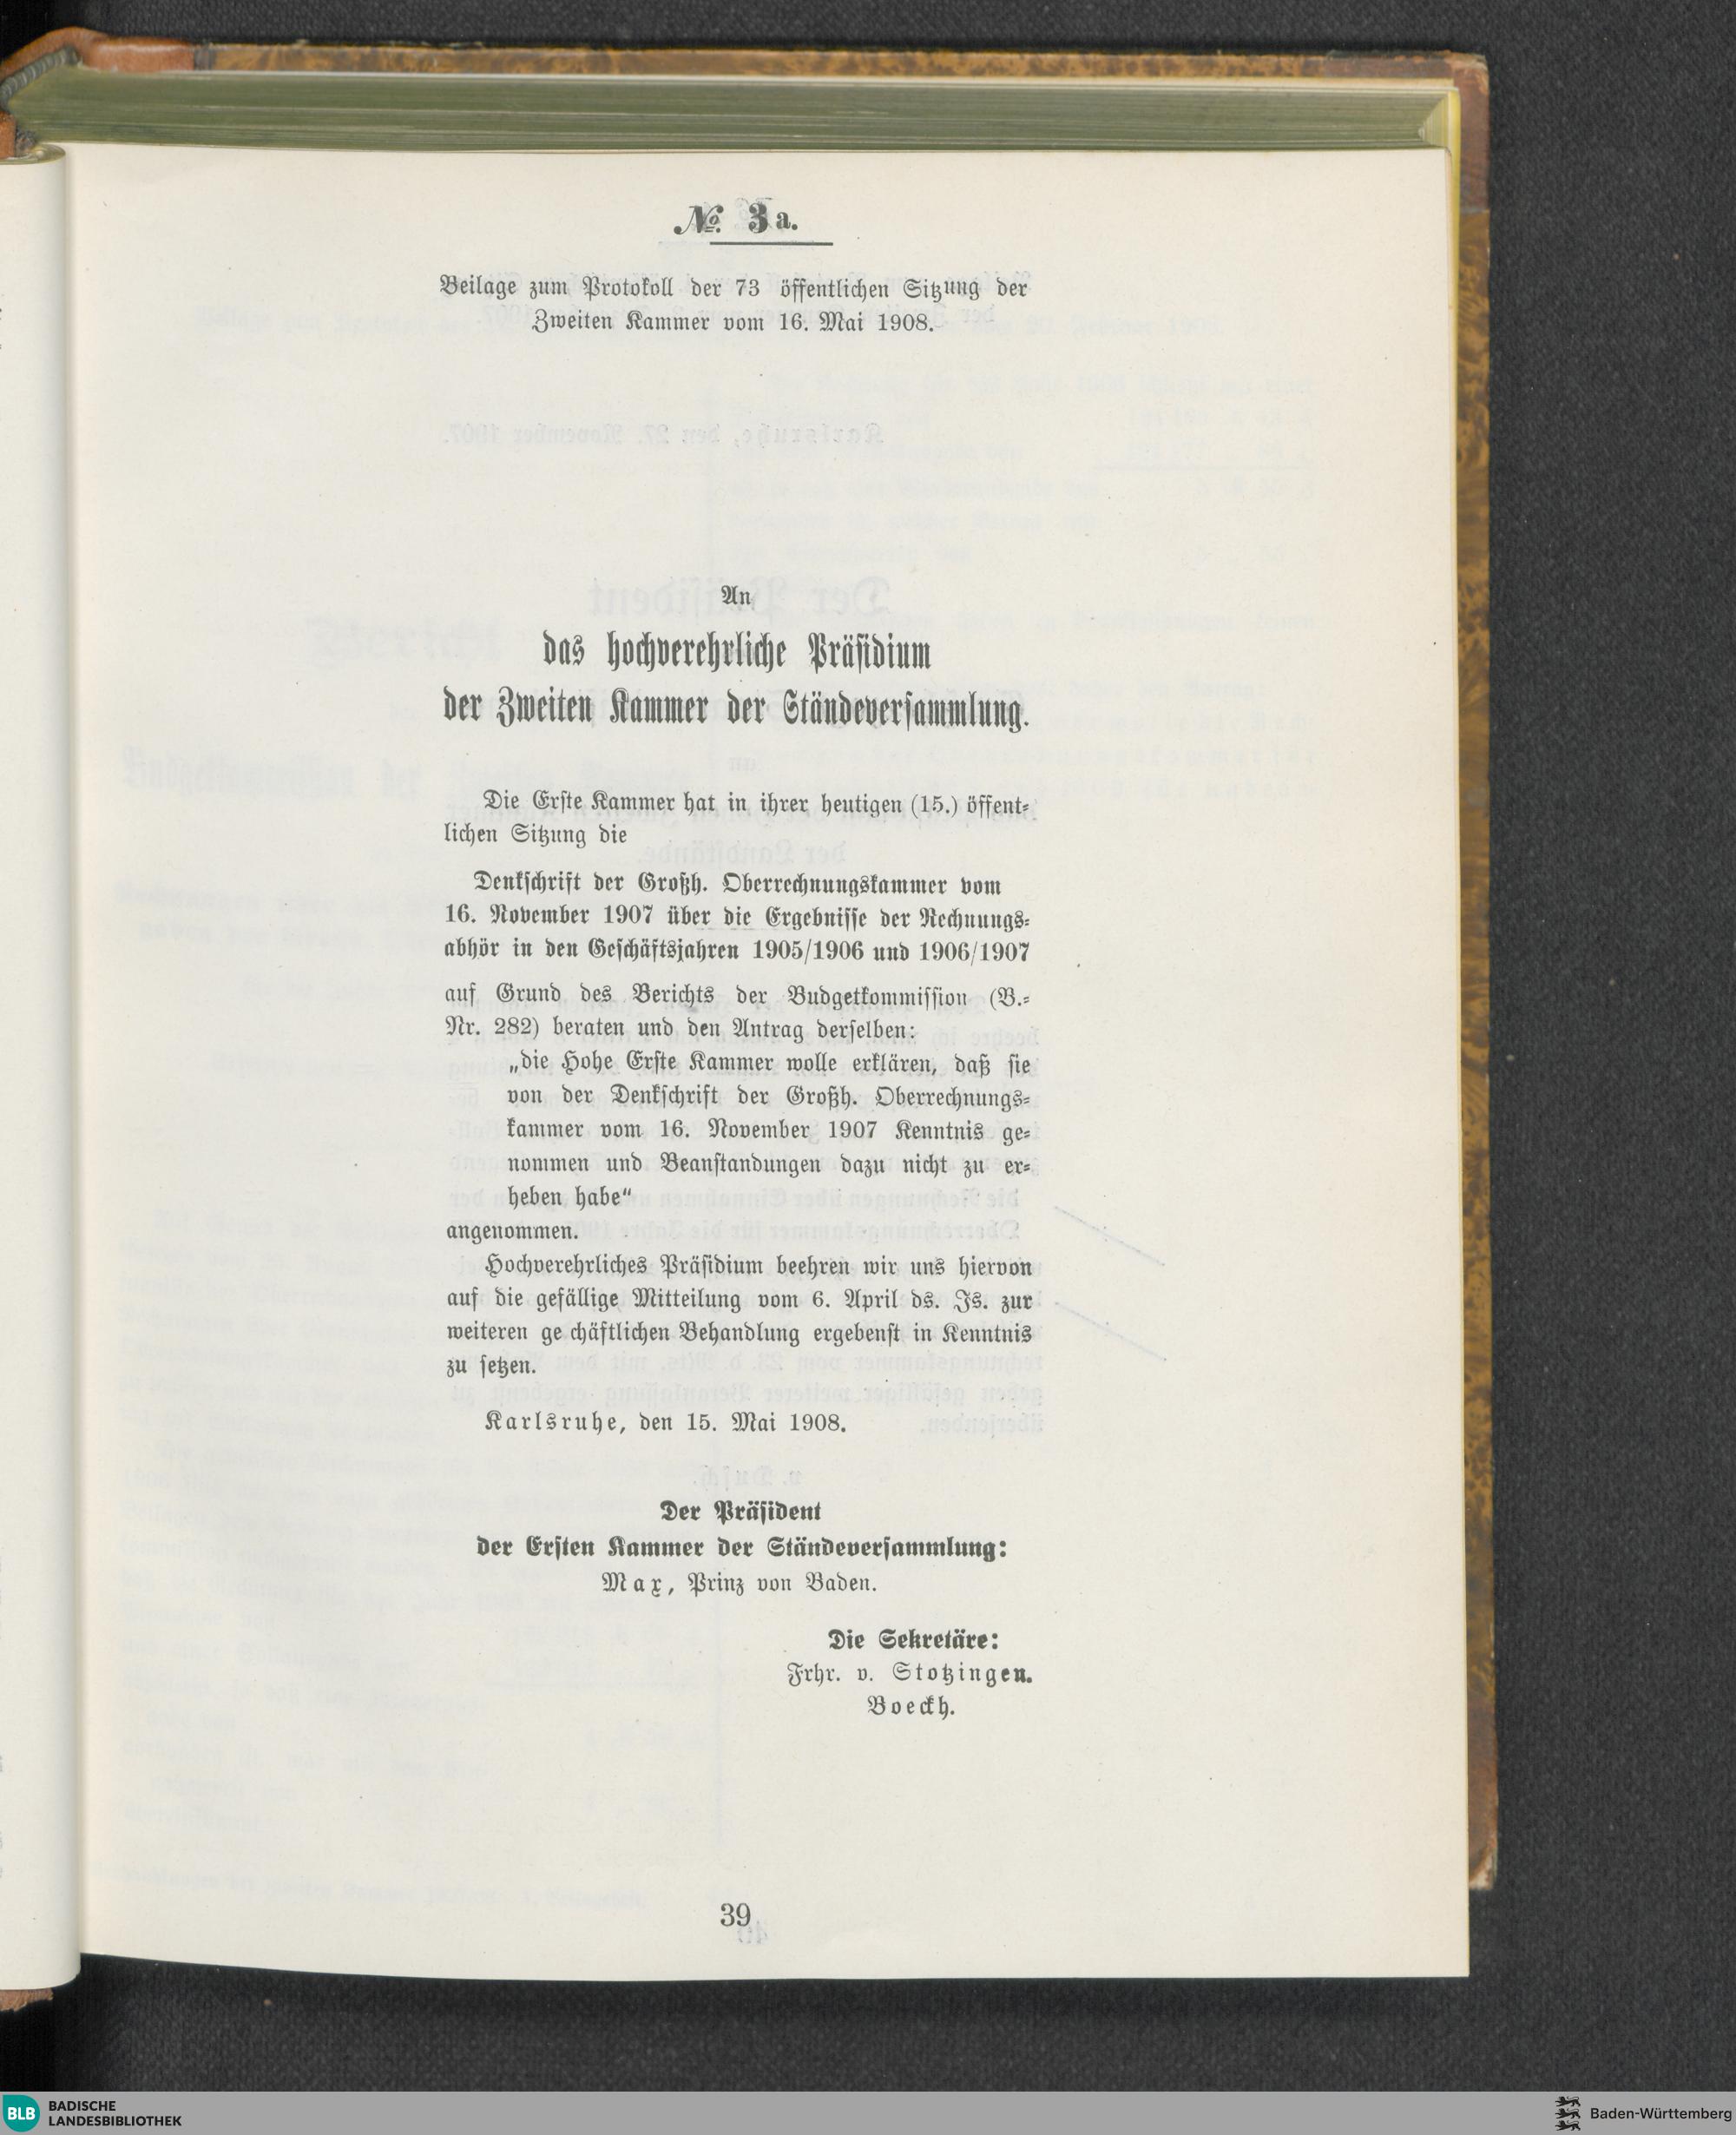 № 3a.
Beilage zum Protokoll der 73 öffentlichen Sitzung der
Zweiten Kammer vom 16. Mai 1908.
An
das hochverehrliche Präsidium
der Zweiten Kammer der Ständeversammlung.
Die Erste Kammer hat in ihrer heutigen (15.) öffent-
lichen Sitzung die
Denkschrift der Großh. Oberrechnungskammer vom
16. November 1907 über die Ergebnisse der Rechnungs-
abhör in den Geschäftsjahren 1905/1906 und 1906/1907
auf Grund des Berichts der Budgetkommission (B.-
Nr. 282) beraten und den Antrag derselben:
„die Hohe Erste Kammer wolle erklären, daß sie
von der Denkschrift der Großh. Oberrechnungs-
kammer vom 16. November 1907 Kenntnis ge-
nommen und Beanstandungen dazu nicht zu er-
heben habe“
angenommen.
Hochverehrliches Präsidium beehren wir uns hiervon
auf die gefällige Mitteilung vom 6. April ds. Js. zur
weiteren ge chäftlichen Behandlung ergebenst in Kenntnis
zu setzen.
Karlsruhe, den 15. Mai 1908.
Der Präsident
der Ersten Kammer der Ständeversammlung:
Max, Prinz von Baden.
Die Sekretäre:
Frhr. v. Stotzingen.
Boeckh.
39
BLB BADISCHE
LANDESBIBLIOTHEK
Baden-Württemberg